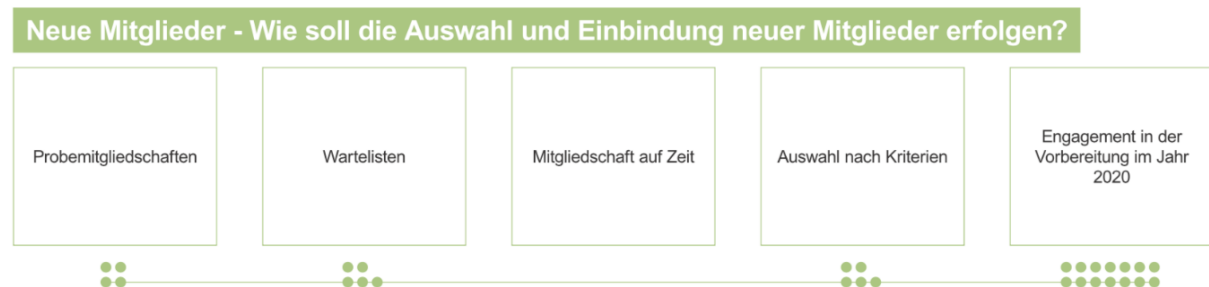 Neue Mitglieder - Wie soll die Auswahl und Einbindung neuer Mitglieder erfolgen?
Probemitgliedschaften
Wartelisten
Mitgliedschaft auf Zeit
Auswahl nach Kriterien
Engagement in der
Vorbereitung im Jahr
2020